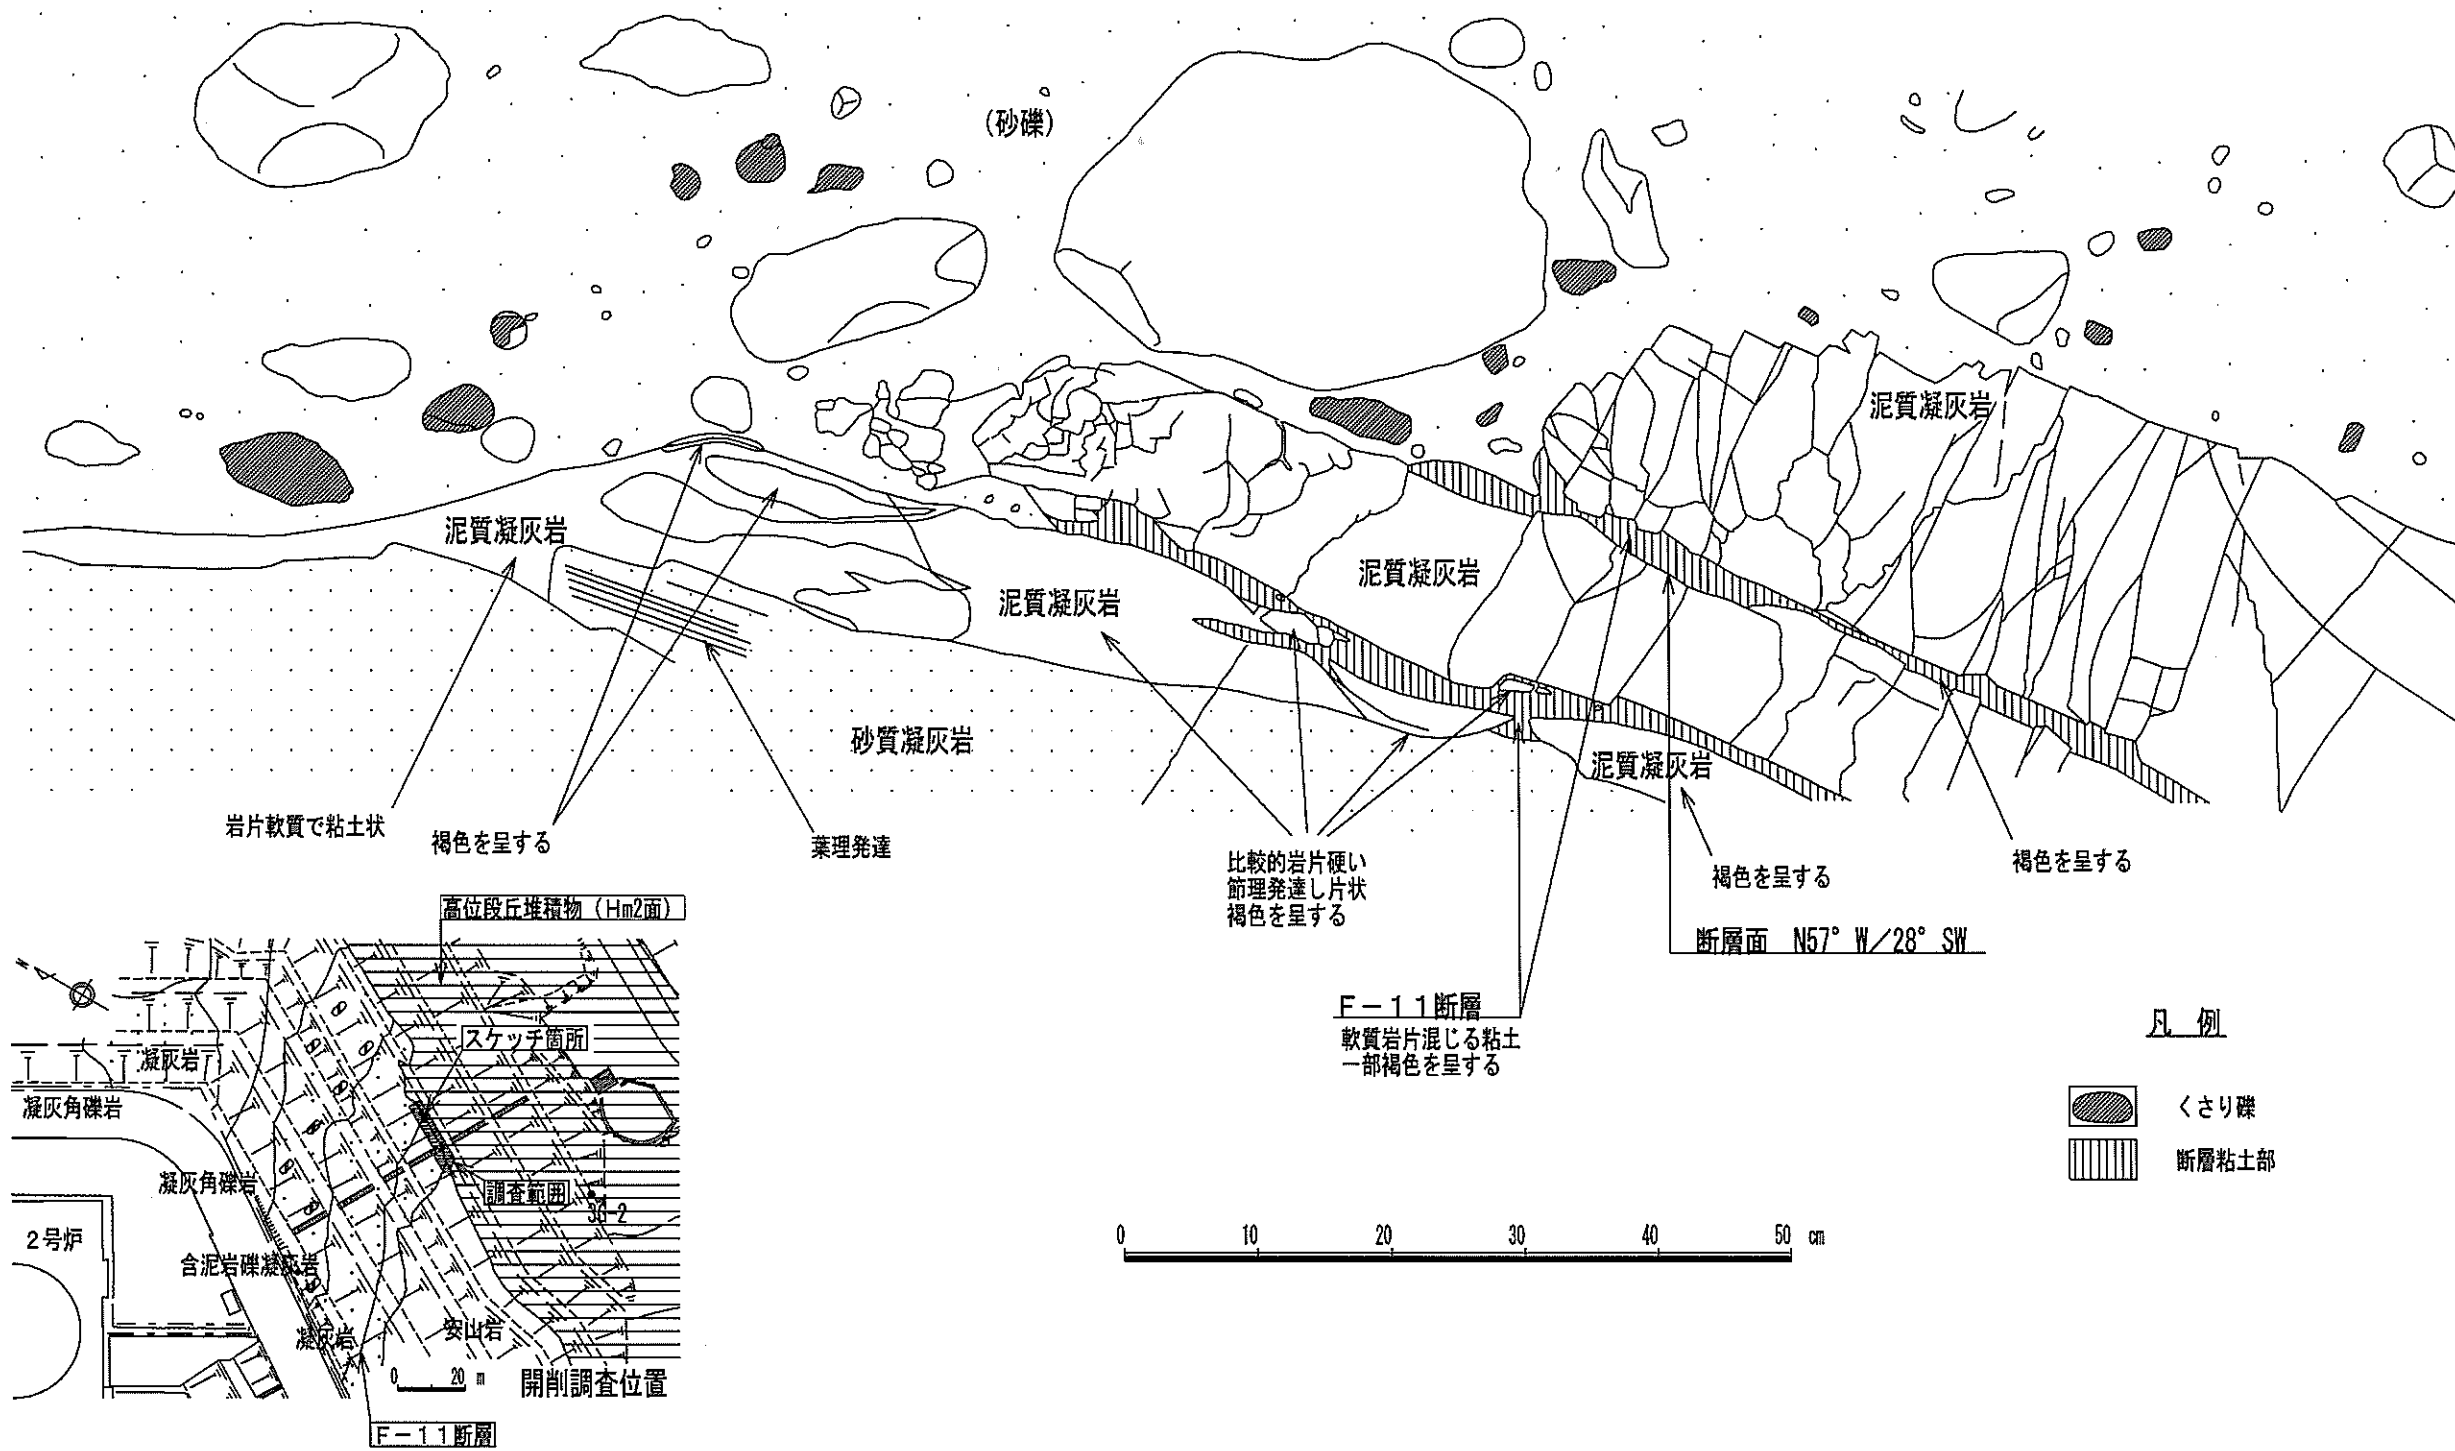 (砂礫)
泥質凝灰岩
泥質凝灰岩
泥質凝灰岩
泥質凝灰岩
砂質凝灰岩
泥質凝灰岩
岩片軟質で粘土状
褐色を呈する
葉理発達
比較的岩片硬い
節理発達し片状
褐色を呈する
褐色を呈する
褐色を呈する
断層面 N57° W/28° SW
F-11断層
軟質岩片混じる粘土
一部褐色を呈する
凡 例
くさり礫
断層粘土部
0 10 20 30 40 50 cm
高位段丘堆積物 (Hm2面)
N
スケッチ箇所
凝灰岩
凝灰角礫岩
凝灰角礫岩
調査範囲
36-2
2号炉
含泥岩礫凝灰岩
凝灰岩
安山岩
0 20 m
開削調査位置
F-11断層